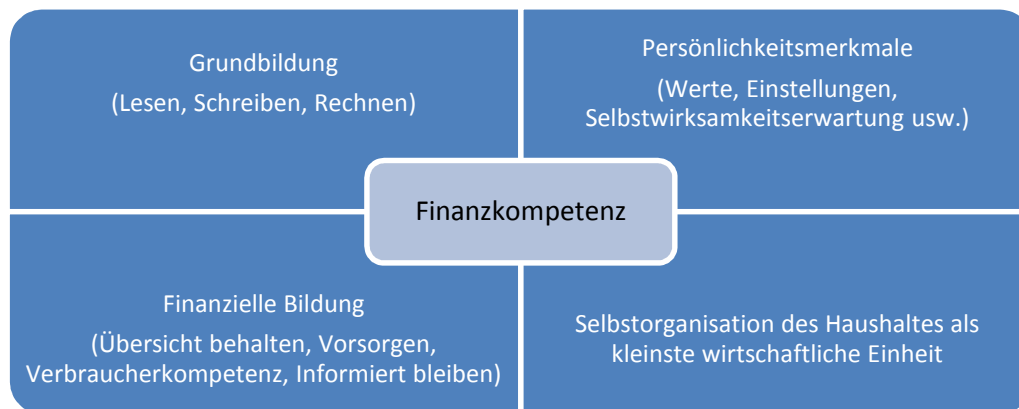 Grundbildung
(Lesen, Schreiben, Rechnen)
Persönlichkeitsmerkmale
(Werte, Einstellungen,
Selbstwirksamkeitserwartung usw.)
Finanzkompetenz
Finanzielle Bildung
(Übersicht behalten, Vorsorgen,
Verbraucherkompetenz, Informiert bleiben)
Selbstorganisation des Haushaltes als
kleinste wirtschaftliche Einheit